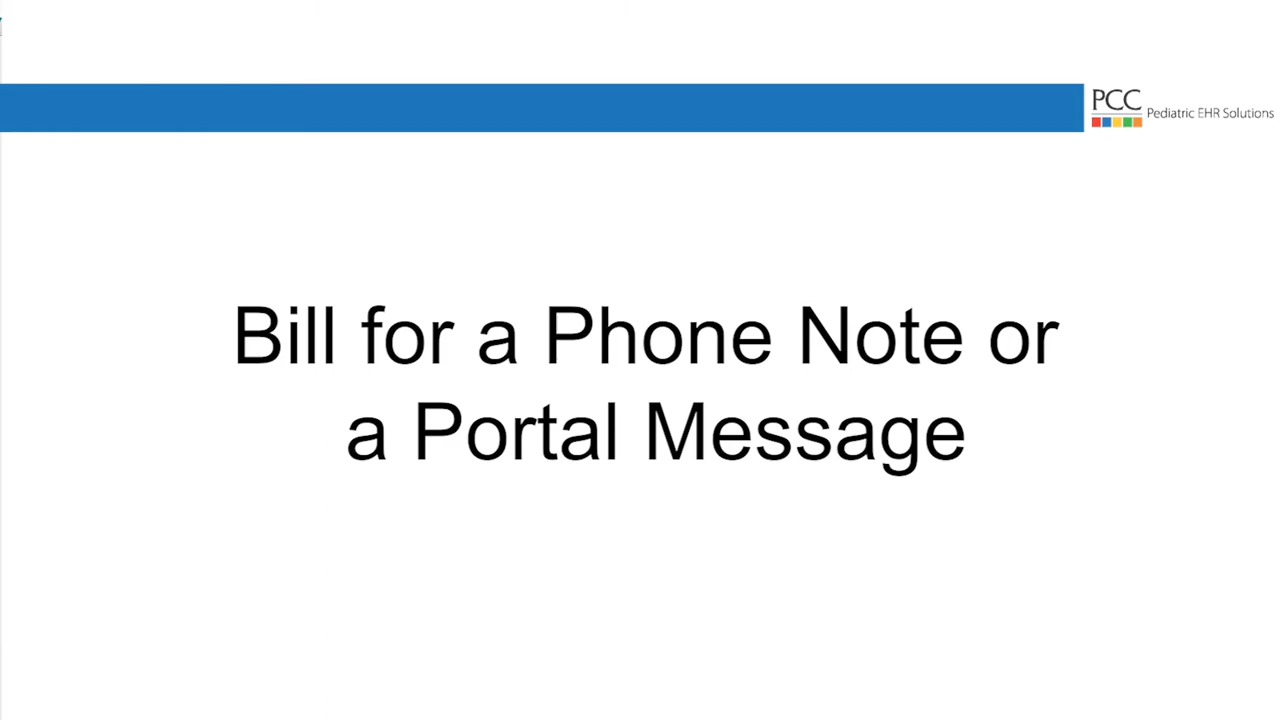 PCC
Pediatric EHR Solutions
Bill for a Phone Note or
a Portal Message